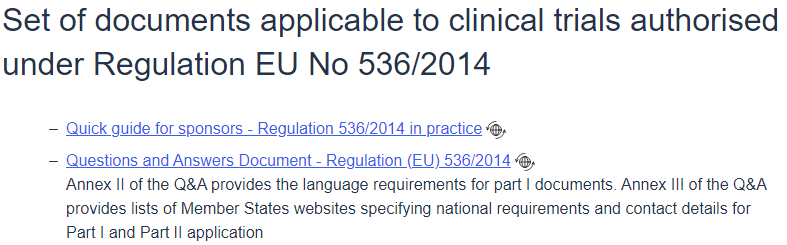 Set of documents applicable to clinical trials authorised
under Regulation EU No 536/2014
– Quick guide for sponsors - Regulation 536/2014 in practice
– Questions and Answers Document - Regulation (EU) 536/2014
Annex II of the Q&A provides the language requirements for part I documents. Annex III of the Q&A
provides lists of Member States websites specifying national requirements and contact details for
Part I and Part II application